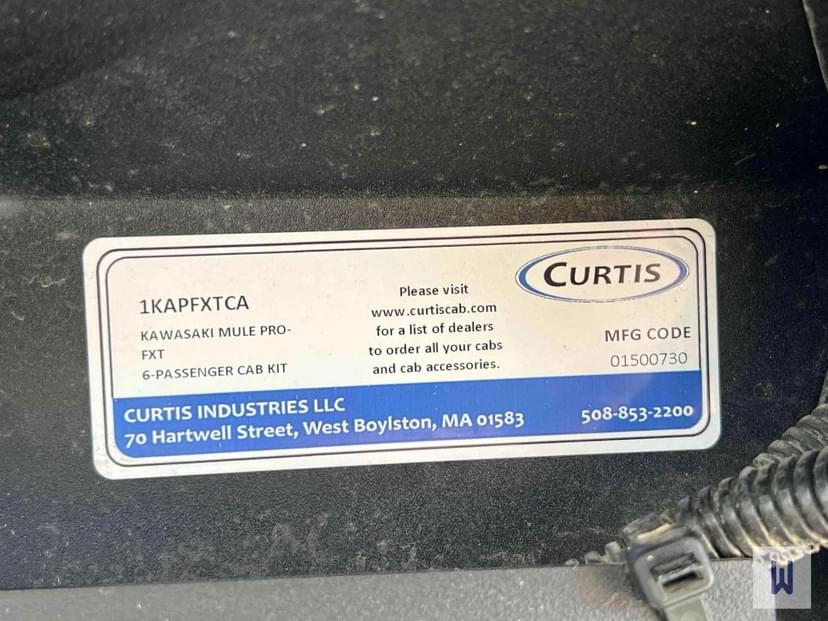 1KAPFXTCA
KAWASAKI MULE PRO-
FXT
6-PASSENGER CAB KIT
Please visit
www.curtiscab.com
for a list of dealers
to order all your cabs
and cab accessories.
CURTIS
MFG CODE
01500730
CURTIS INDUSTRIES LLC
70 Hartwell Street, West Boylston, MA 01583
508-853-2200
W